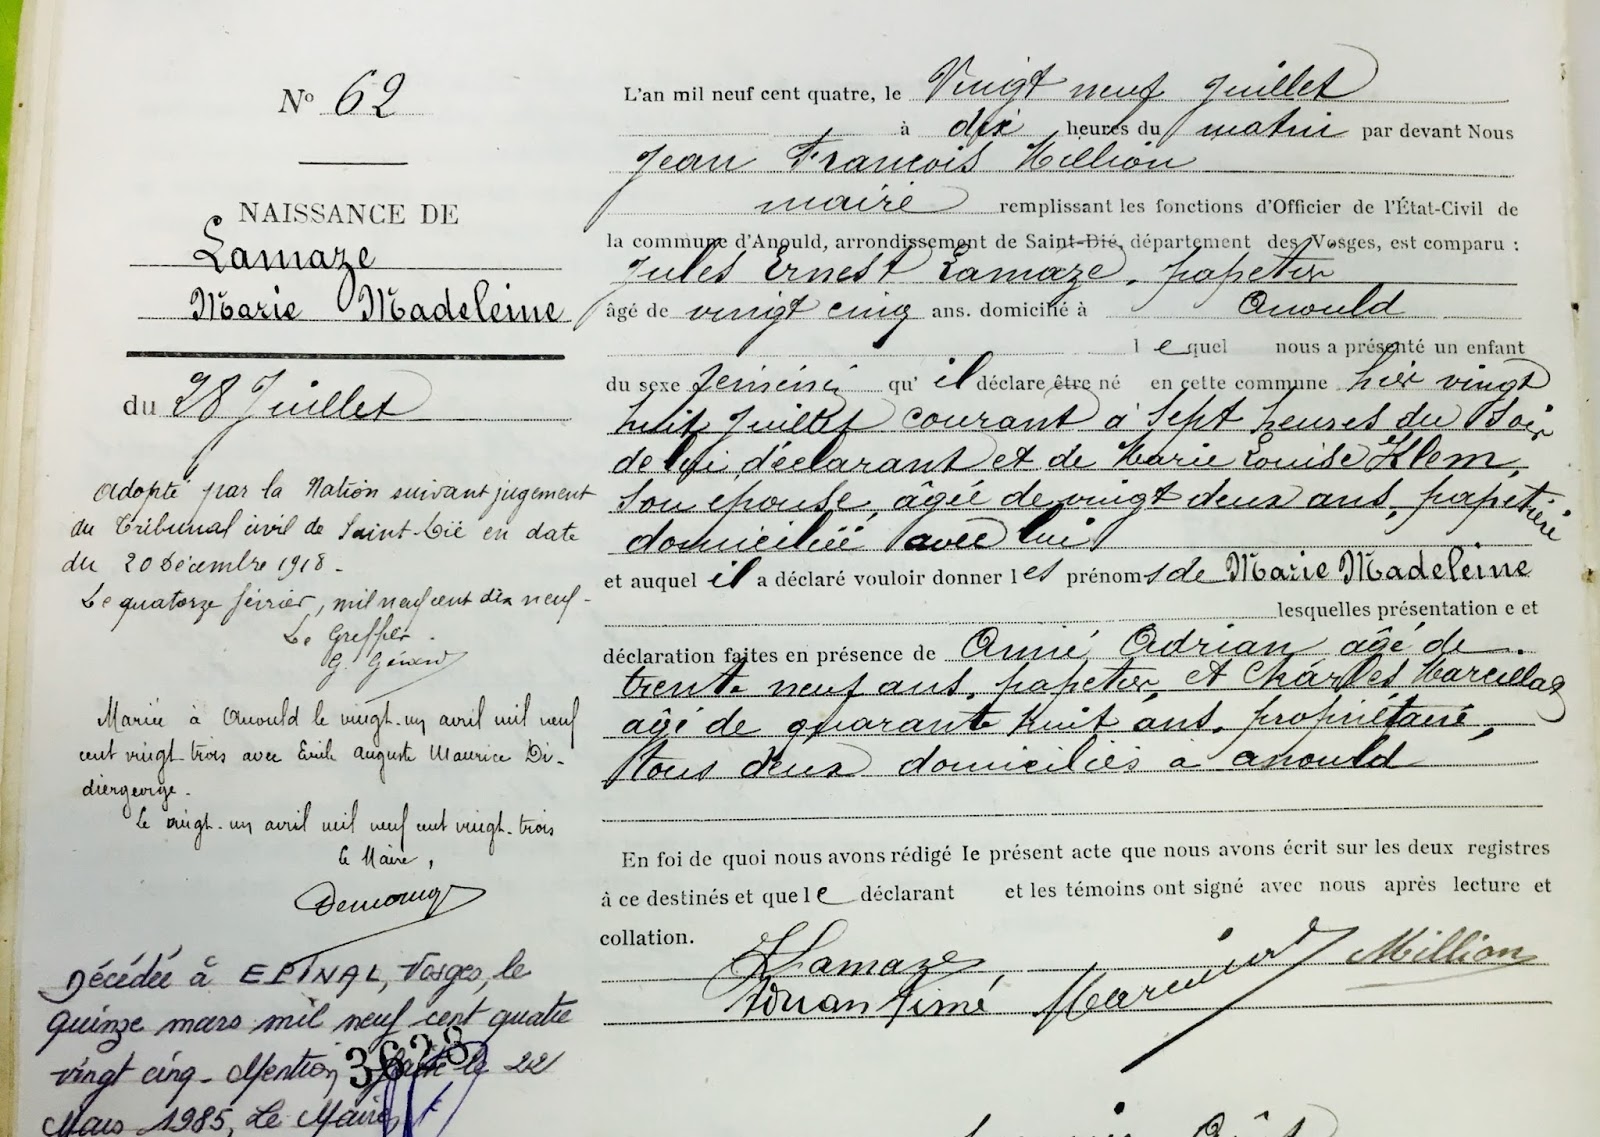 No 62
NAISSANCE DE
Lamaze
Marie Madeleine
du 28 Juillet
Adopté par la Nation suivant jugement
du Tribunal civil de Saint-Dié en date
du 20 Décembre 1918.
Le quatorze février, mil neuf cent dix neuf.
Le Greffier.
G. Gérard
Mariée à Anould le vingt-un avril mil neuf
cent vingt-trois avec Emile Auguste Maurice Di-
diergeorge.
Le vingt-un avril mil neuf cent vingt-trois
le Maire,
Décédée à EPINAL, Vosges, le
quinze mars mil neuf cent quatre
vingt cinq - Mention faite le 22
Mars 1985, Le Maire,
3628
L'an mil neuf cent quatre, le Vingt neuf Juillet
à dix heures du matin par devant Nous
Jean François Million
maire remplissant les fonctions d'Officier de l'État-Civil de
la commune d'Anould, arrondissement de Saint-Dié, département des Vosges, est comparu :
Jules Ernest Lamaze, papetier
âgé de vingt cinq ans. domicilié à Anould
lequel nous a présenté un enfant
du sexe féminin qu'il déclare être né en cette commune hier vingt
huit Juillet courant à Sept heures du Soir
de lui déclarant et de Marie Louise Klem,
son épouse, âgée de vingt deux ans, papetière
domiciliée avec lui
et auquel il a déclaré vouloir donner les prénoms de Marie Madeleine
lesquelles présentation e et
déclaration faites en présence de Aimé Adrian âgé de
trente neuf ans, papetier, et Charles Marcillac
âgé de quarante huit ans, propriétaire,
tous deux domiciliés à anould
En foi de quoi nous avons rédigé le présent acte que nous avons écrit sur les deux registres
à ce destinés et que le déclarant et les témoins ont signé avec nous après lecture et
collation.
Lamaze
Million
Adrian Aimé